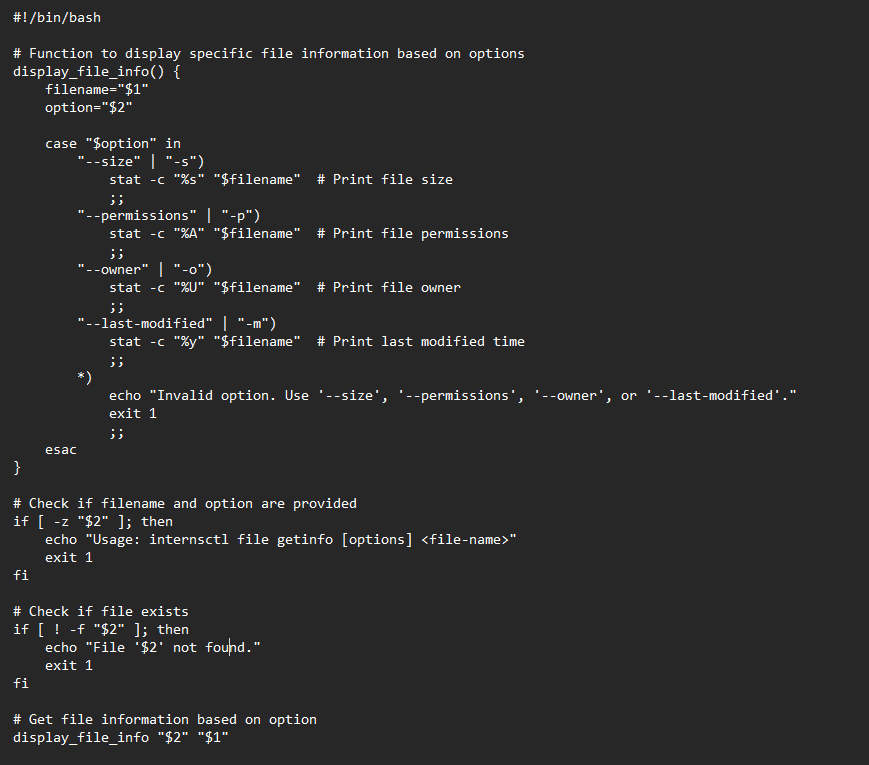 #!/bin/bash

# Function to display specific file information based on options
display_file_info() {
    filename="$1"
    option="$2"

    case "$option" in
        "--size" | "-s")
            stat -c "%s" "$filename"  # Print file size
            ;;
        "--permissions" | "-p")
            stat -c "%A" "$filename"  # Print file permissions
            ;;
        "--owner" | "-o")
            stat -c "%U" "$filename"  # Print file owner
            ;;
        "--last-modified" | "-m")
            stat -c "%y" "$filename"  # Print last modified time
            ;;
        *)
            echo "Invalid option. Use '--size', '--permissions', '--owner', or '--last-modified'."
            exit 1
            ;;
    esac
}

# Check if filename and option are provided
if [ -z "$2" ]; then
    echo "Usage: internsctl file getinfo [options] <file-name>"
    exit 1
fi

# Check if file exists
if [ ! -f "$2" ]; then
    echo "File '$2' not found."
    exit 1
fi

# Get file information based on option
display_file_info "$2" "$1"